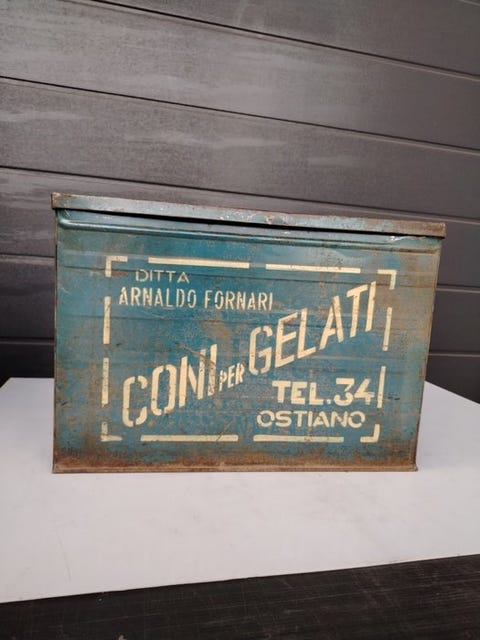 DITTA
ARNALDO FORNARI
CONI PER GELATI
TEL. 34
OSTIANO